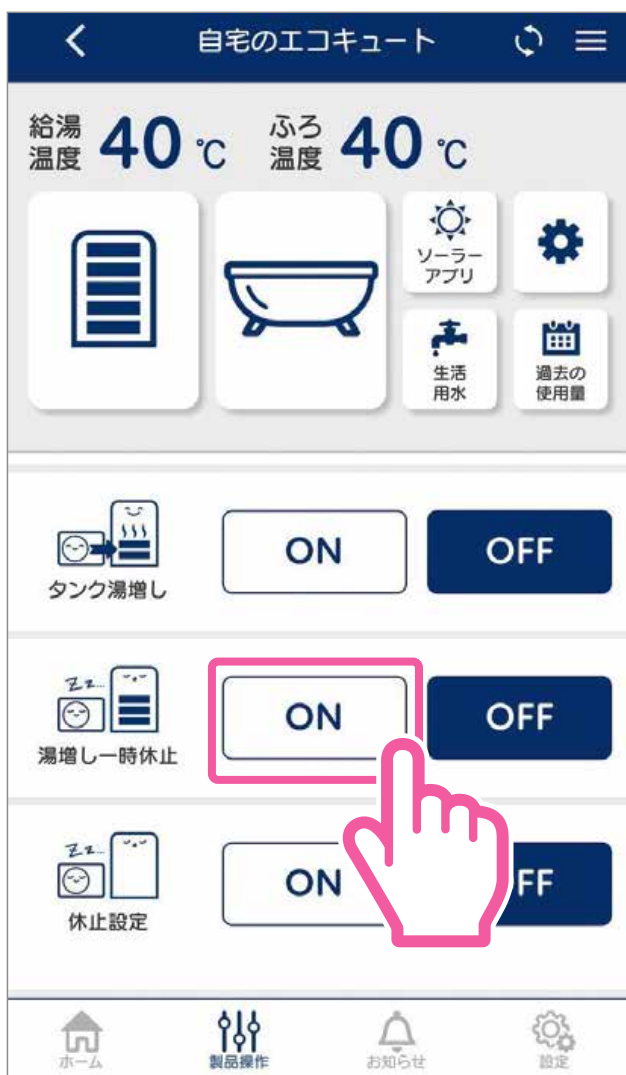 自宅のエコキュート
給湯
温度 40 ℃
ふろ
温度 40 ℃
ソーラー
アプリ
生活
用水
過去の
使用量
タンク湯増し
ON
OFF
zz
湯増し一時休止
ON
OFF
zz
休止設定
ON
FF
ホーム
製品操作
お知らせ
設定